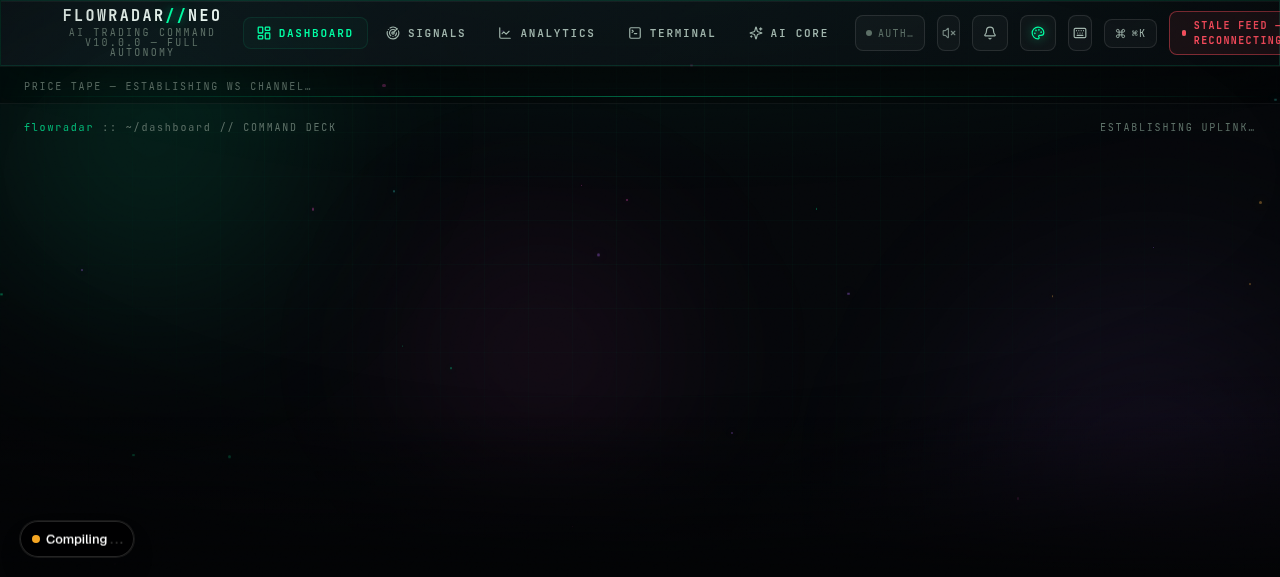 FLOWRADAR//NEO
AI TRADING COMMAND
V10.0.0 — FULL
AUTONOMY
DASHBOARD
SIGNALS
ANALYTICS
TERMINAL
AI CORE
AUTH…
⌘K
STALE FEED —
RECONNECTING
PRICE TAPE — ESTABLISHING WS CHANNEL…
flowradar :: ~/dashboard // COMMAND DECK
ESTABLISHING UPLINK…
Compiling...